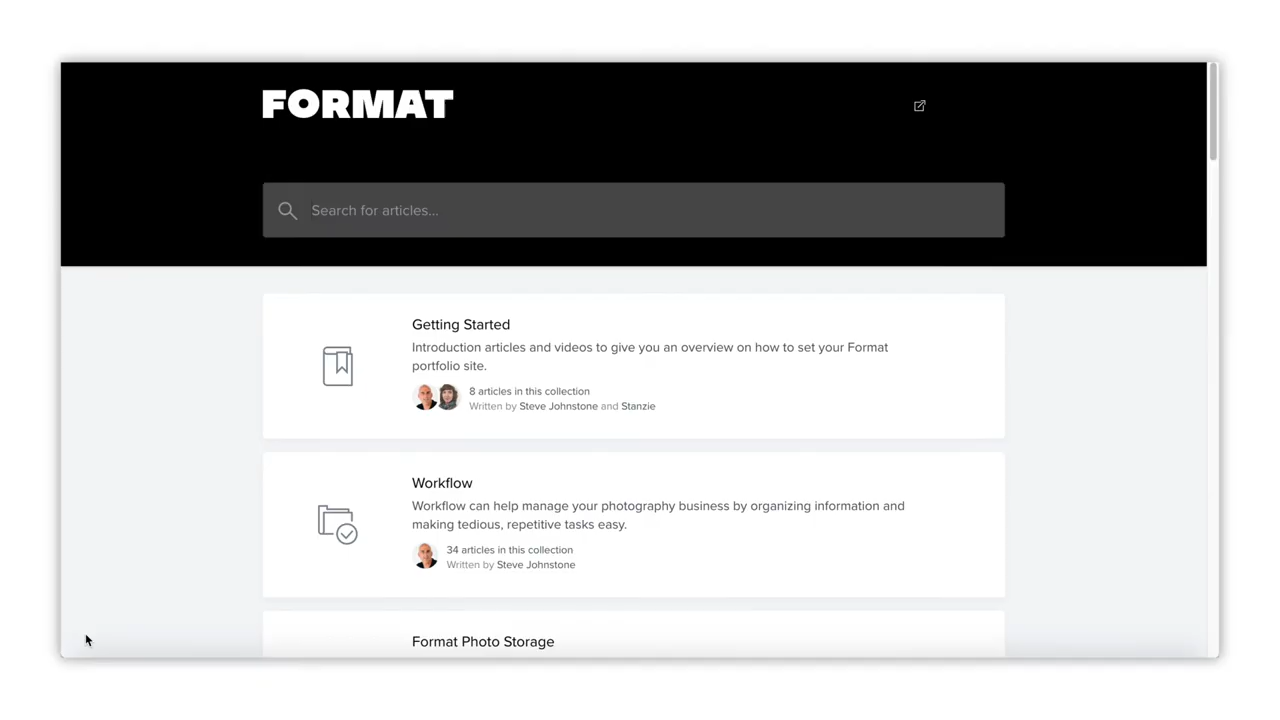 FORMAT
Search for articles...
Getting Started
Introduction articles and videos to give you an overview on how to set your Format
portfolio site.
8 articles in this collection
Written by Steve Johnstone and Stanzie
Workflow
Workflow can help manage your photography business by organizing information and
making tedious, repetitive tasks easy.
34 articles in this collection
Written by Steve Johnstone
Format Photo Storage